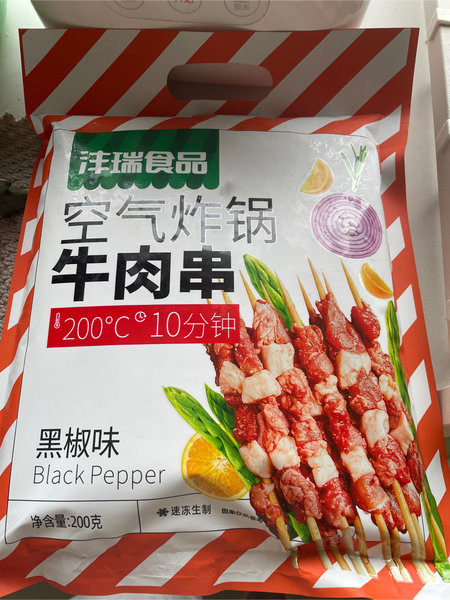 沣瑞食品
空气炸锅
牛肉串
200°C 10分钟
黑椒味
Black Pepper
速冻生制
净含量:200克